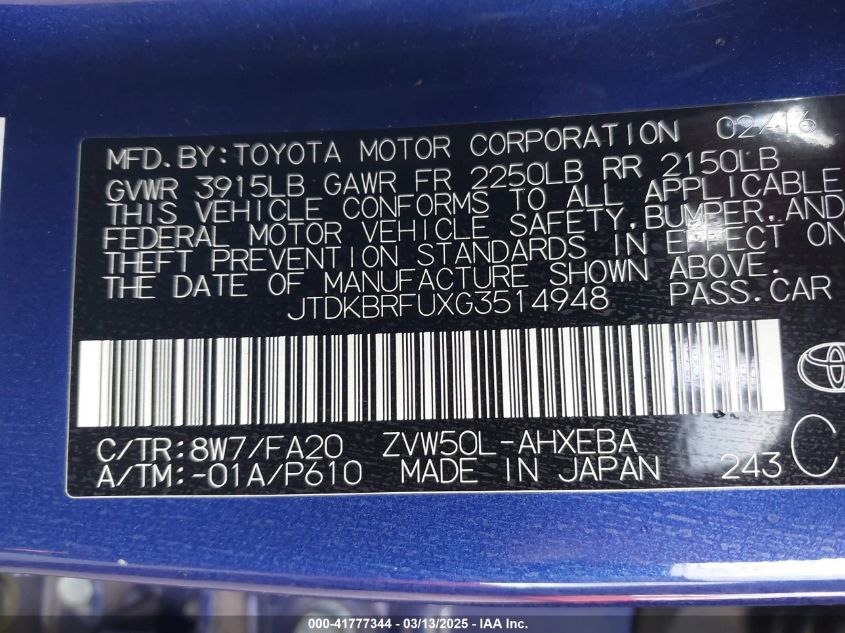 MFD. BY: TOYOTA MOTOR CORPORATION 02/16
GVWR 3915LB GAWR FR 2250LB RR 2150LB
THIS VEHICLE CONFORMS TO ALL APPLICABLE
FEDERAL MOTOR VEHICLE SAFETY, BUMPER, AND
THEFT PREVENTION STANDARDS IN EFFECT ON
THE DATE OF MANUFACTURE SHOWN ABOVE.
JTDKBRFUXG3514948 PASS. CAR
C/TR: 8W7/FA20 ZVW50L-AHXEBA
A/TM: -01A/P610 MADE IN JAPAN 243 C
000-41777344 - 03/13/2025 - IAA Inc.